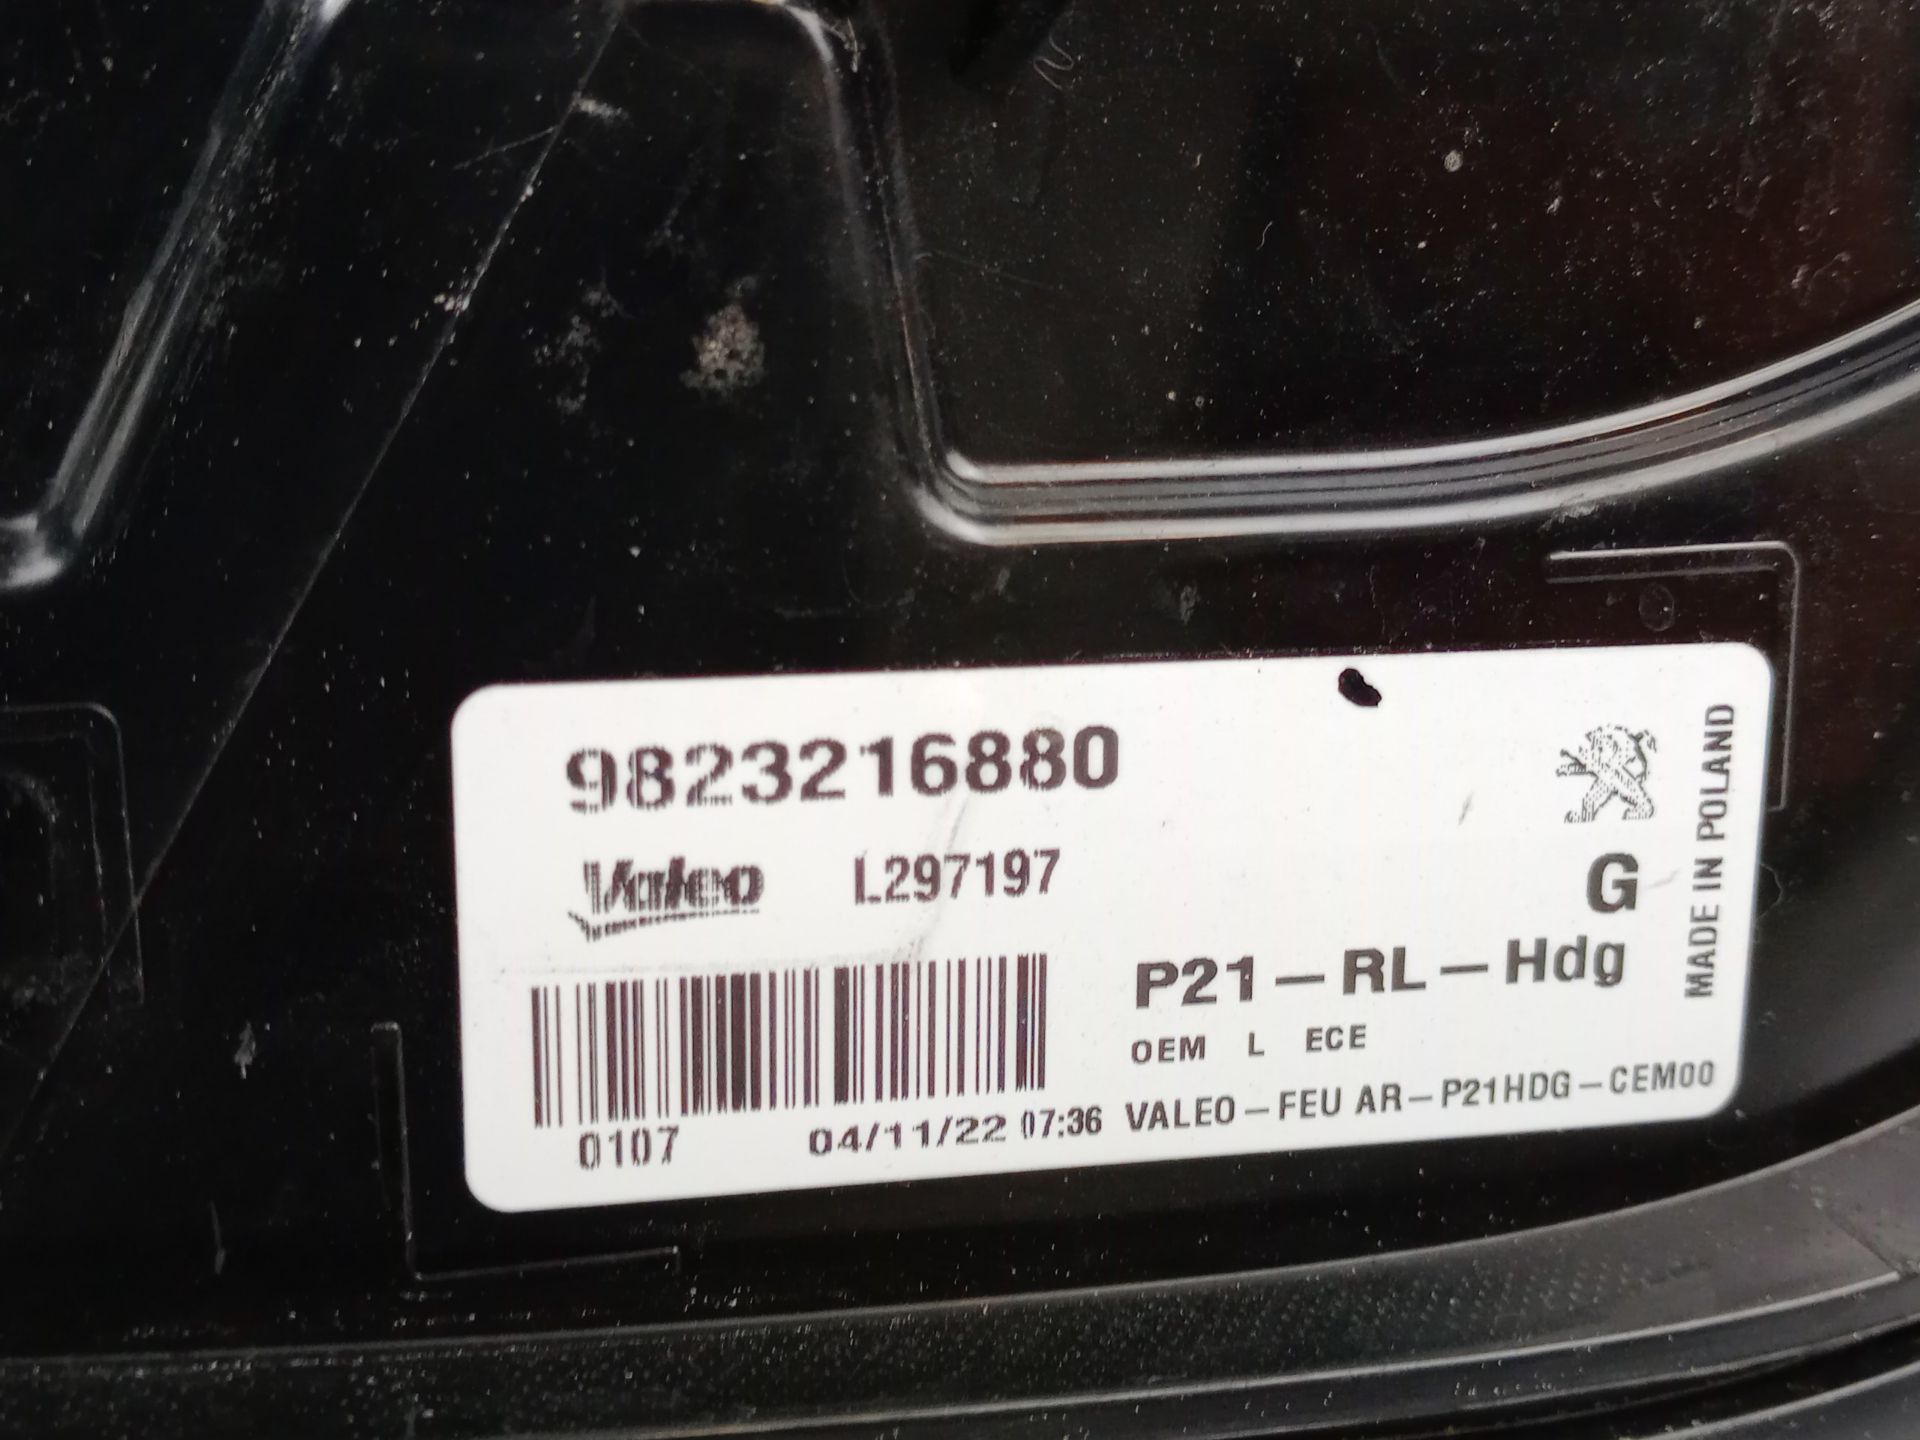 9823216880
Valeo L297197
G
MADE IN POLAND
P21-RL-Hdg
OEM L ECE
VALEO-FEU AR-P21HDG-CEM00
0107 04/11/22 07:36